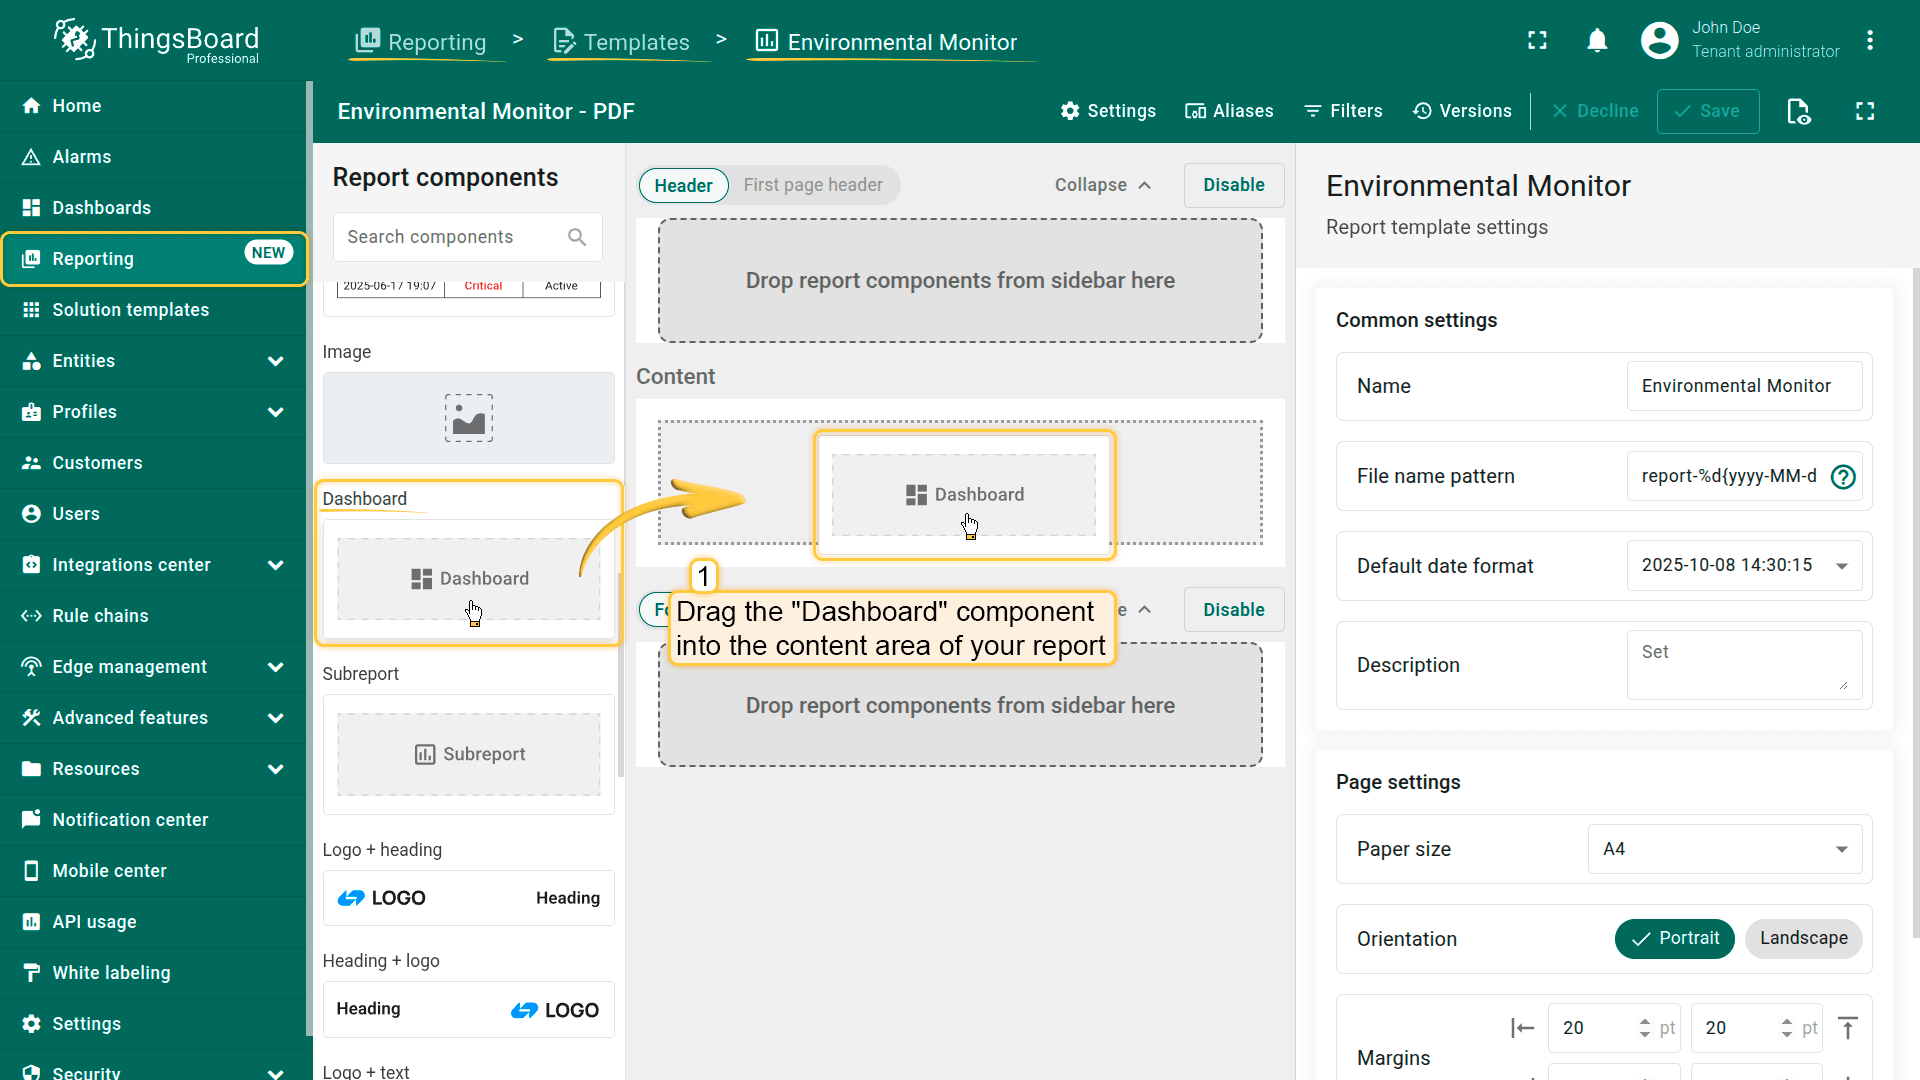 ThingsBoard
Professional
Reporting > Templates > Environmental Monitor
John Doe
Tenant administrator
Home
Alarms
Dashboards
Reporting
NEW
Solution templates
Entities
Profiles
Customers
Users
Integrations center
Rule chains
Edge management
Advanced features
Resources
Notification center
Mobile center
API usage
White labeling
Settings
Security
Environmental Monitor - PDF
Settings
Aliases
Filters
Versions
Decline
Save
Report components
Search components
2025-06-17 19:07 Critical Active
Image
Dashboard
Dashboard
Subreport
Subreport
Logo + heading
LOGO Heading
Heading + logo
Heading LOGO
Logo + text
Header
First page header
Collapse
Disable
Drop report components from sidebar here
Content
Dashboard
1
Drag the "Dashboard" component
into the content area of your report
Disable
Drop report components from sidebar here
Environmental Monitor
Report template settings
Common settings
Name
Environmental Monitor
File name pattern
report-%d{yyyy-MM-d
Default date format
2025-10-08 14:30:15
Description
Set
Page settings
Paper size
A4
Orientation
Portrait
Landscape
Margins
20 pt
20 pt